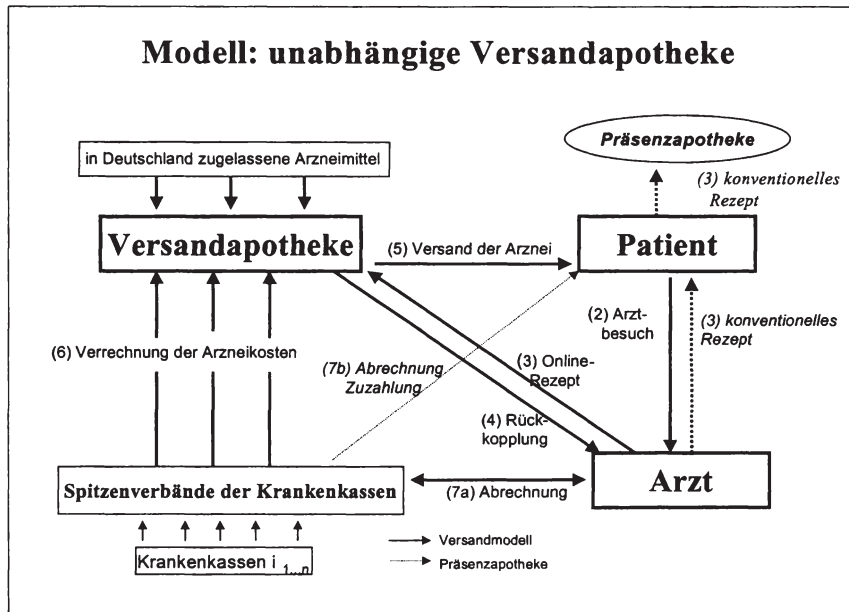 Modell: unabhängige Versandapotheke
Präsenzapotheke
in Deutschland zugelassene Arzneimittel
(3) konventionelles
Rezept
Versandapotheke
(5) Versand der Arznei
Patient
(2) Arzt-
besuch
(3) konventionelles
Rezept
(6) Verrechnung der Arzneikosten
(7b) Abrechnung
Zuzahlung
(3) Online-
Rezept
(4) Rück-
kopplung
Spitzenverbände der Krankenkassen
(7a) Abrechnung
Arzt
Krankenkassen i 1...n
Versandmodell
Präsenzapotheke